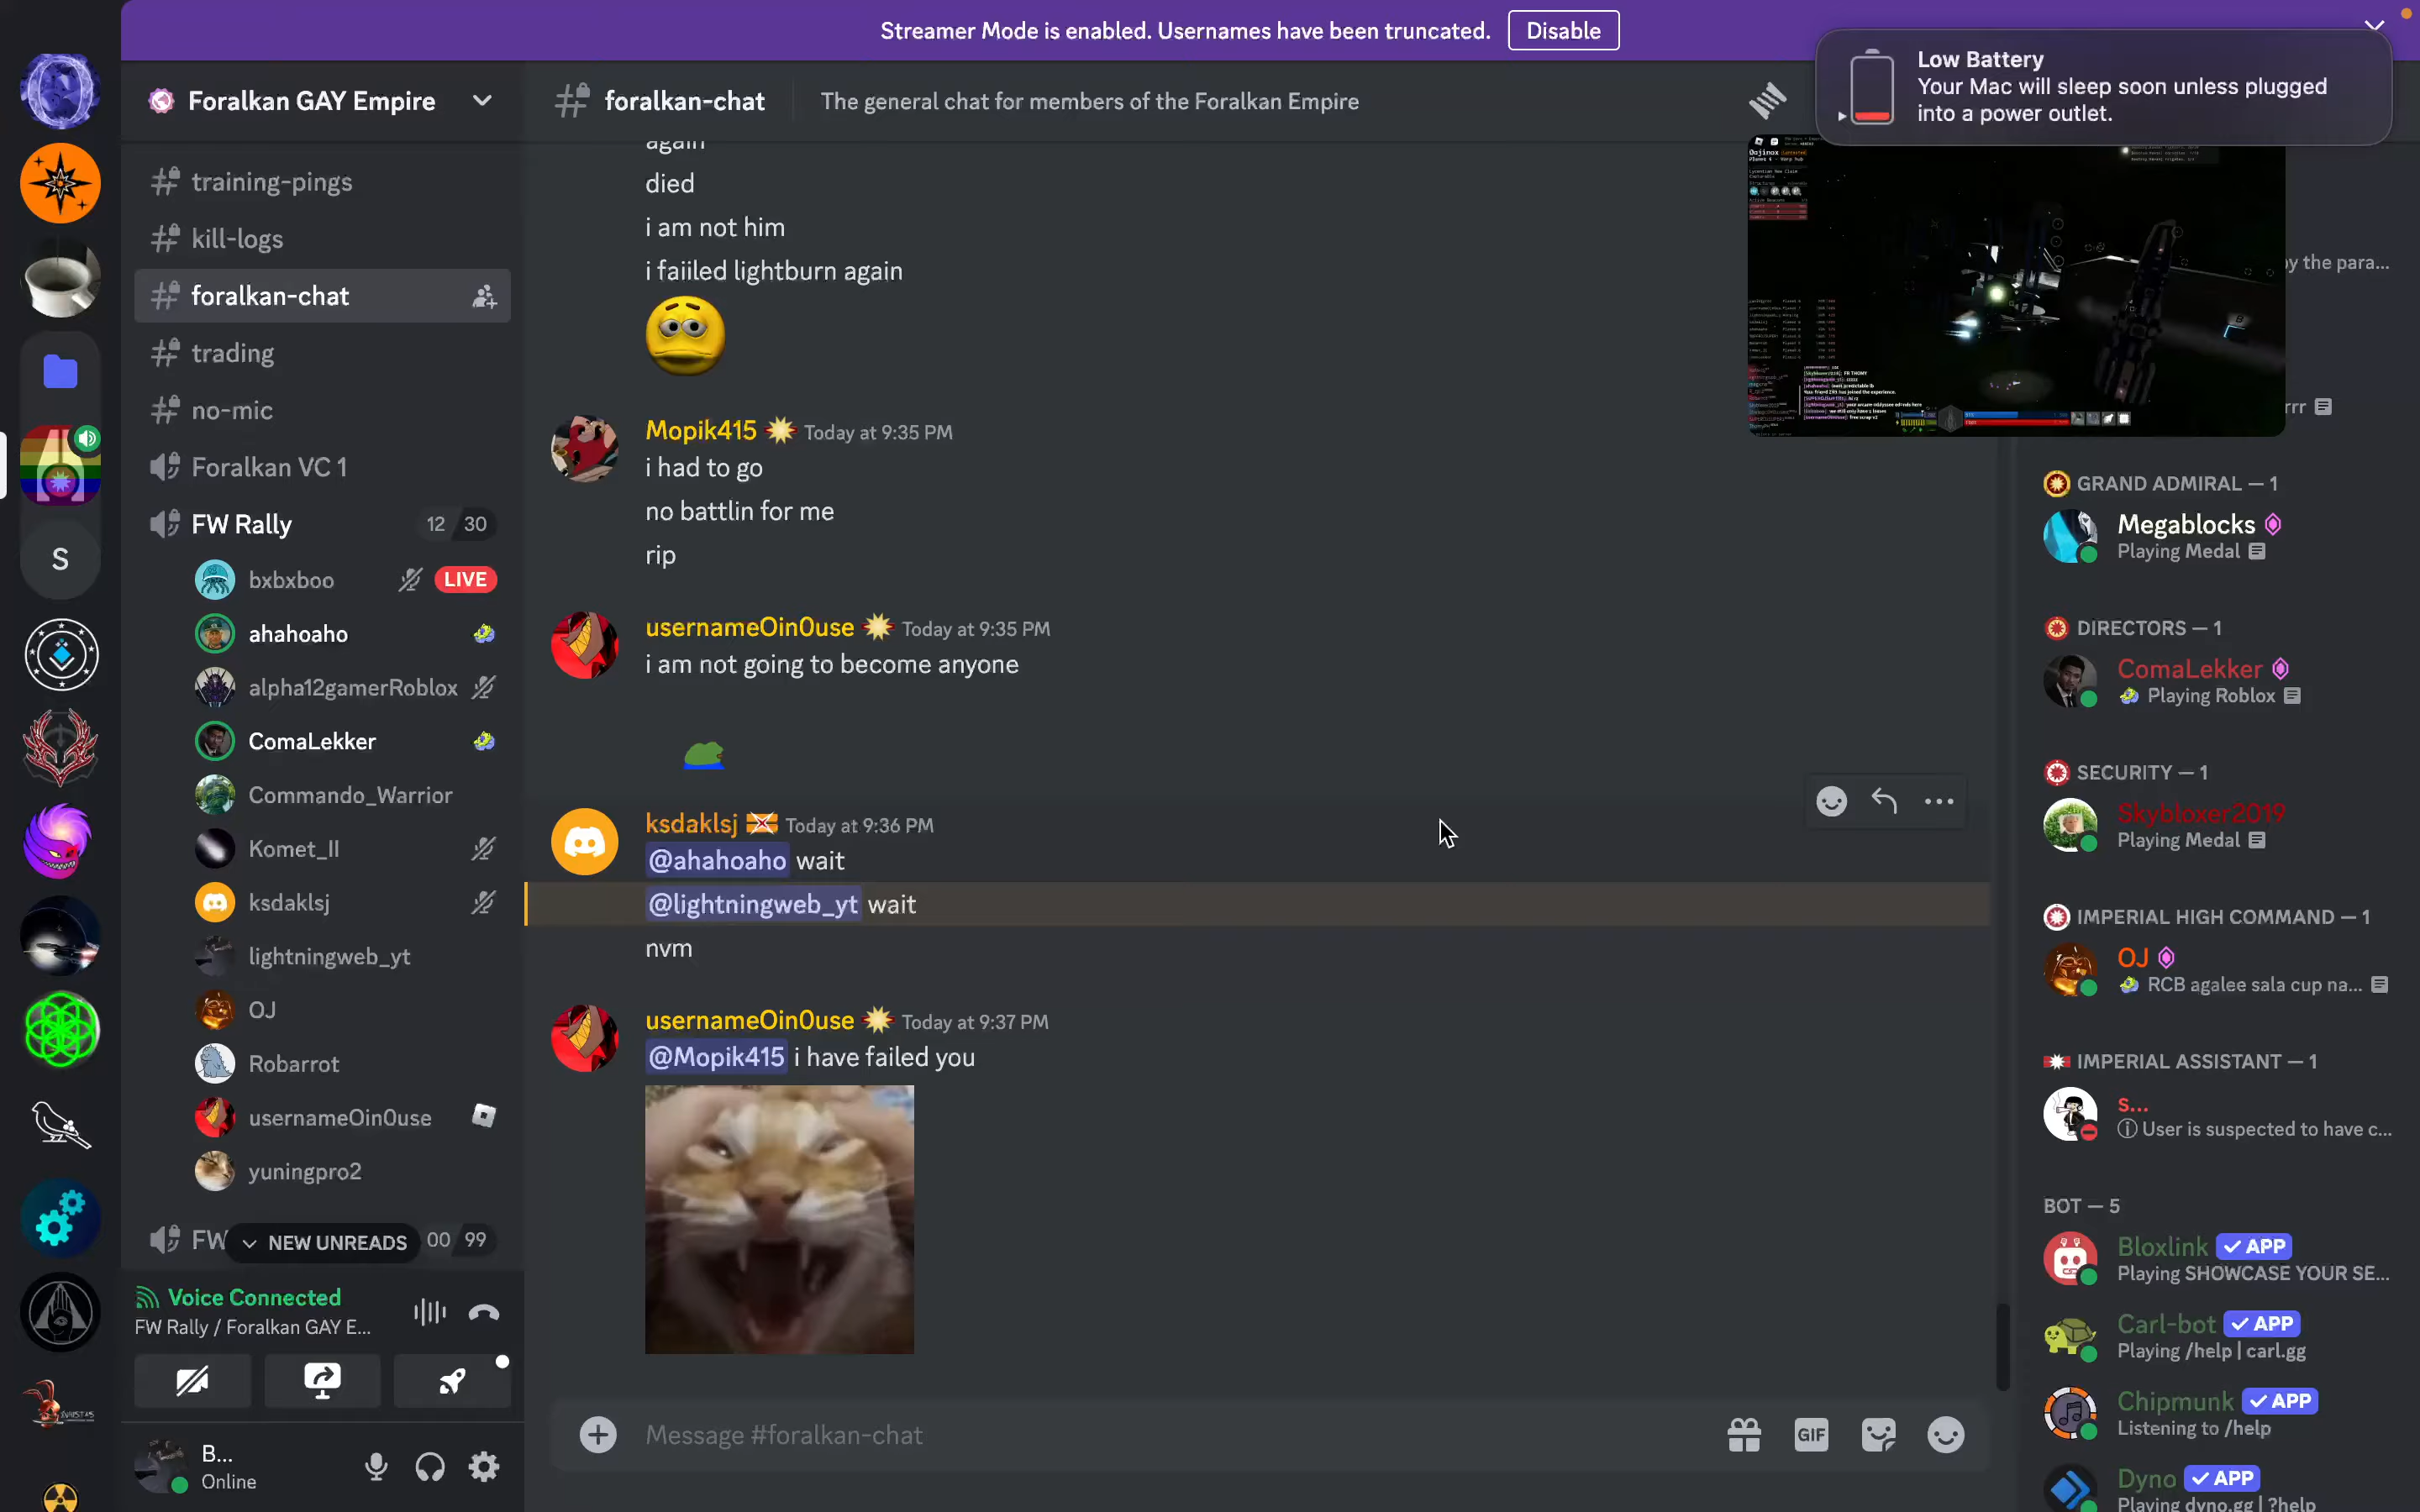 Streamer Mode is enabled. Usernames have been truncated.
Disable
Low Battery
Your Mac will sleep soon unless plugged
into a power outlet.
Foralkan GAY Empire
foralkan-chat
The general chat for members of the Foralkan Empire
training-pings
kill-logs
foralkan-chat
trading
no-mic
Foralkan VC 1
FW Rally
12 30
bxbxboo
LIVE
ahahoaho
alpha12gamerRoblox
ComaLekker
Commando_Warrior
Komet_II
ksdaklsj
lightningweb_yt
OJ
Robarrot
usernameOin0use
yuningpro2
FW
NEW UNREADS
00 99
S
Voice Connected
FW Rally / Foralkan GAY E...
B...
Online
again
died
i am not him
i faiiled lightburn again
Mopik415 Today at 9:35 PM
i had to go
no battlin for me
rip
usernameOin0use Today at 9:35 PM
i am not going to become anyone
ksdaklsj Today at 9:36 PM
@ahahoaho wait
@lightningweb_yt wait
nvm
usernameOin0use Today at 9:37 PM
@Mopik415 i have failed you
Message #foralkan-chat
GIF
by the para...
rrr
GRAND ADMIRAL — 1
Megablocks
Playing Medal
DIRECTORS — 1
ComaLekker
Playing Roblox
SECURITY — 1
Skybloxer2019
Playing Medal
IMPERIAL HIGH COMMAND — 1
OJ
RCB agalee sala cup na...
IMPERIAL ASSISTANT — 1
s...
User is suspected to have c...
BOT — 5
Bloxlink ✓ APP
Playing SHOWCASE YOUR SE...
Carl-bot ✓ APP
Playing /help | carl.gg
Chipmunk ✓ APP
Listening to /help
Dyno ✓ APP
Playing dyno.gg | ?help